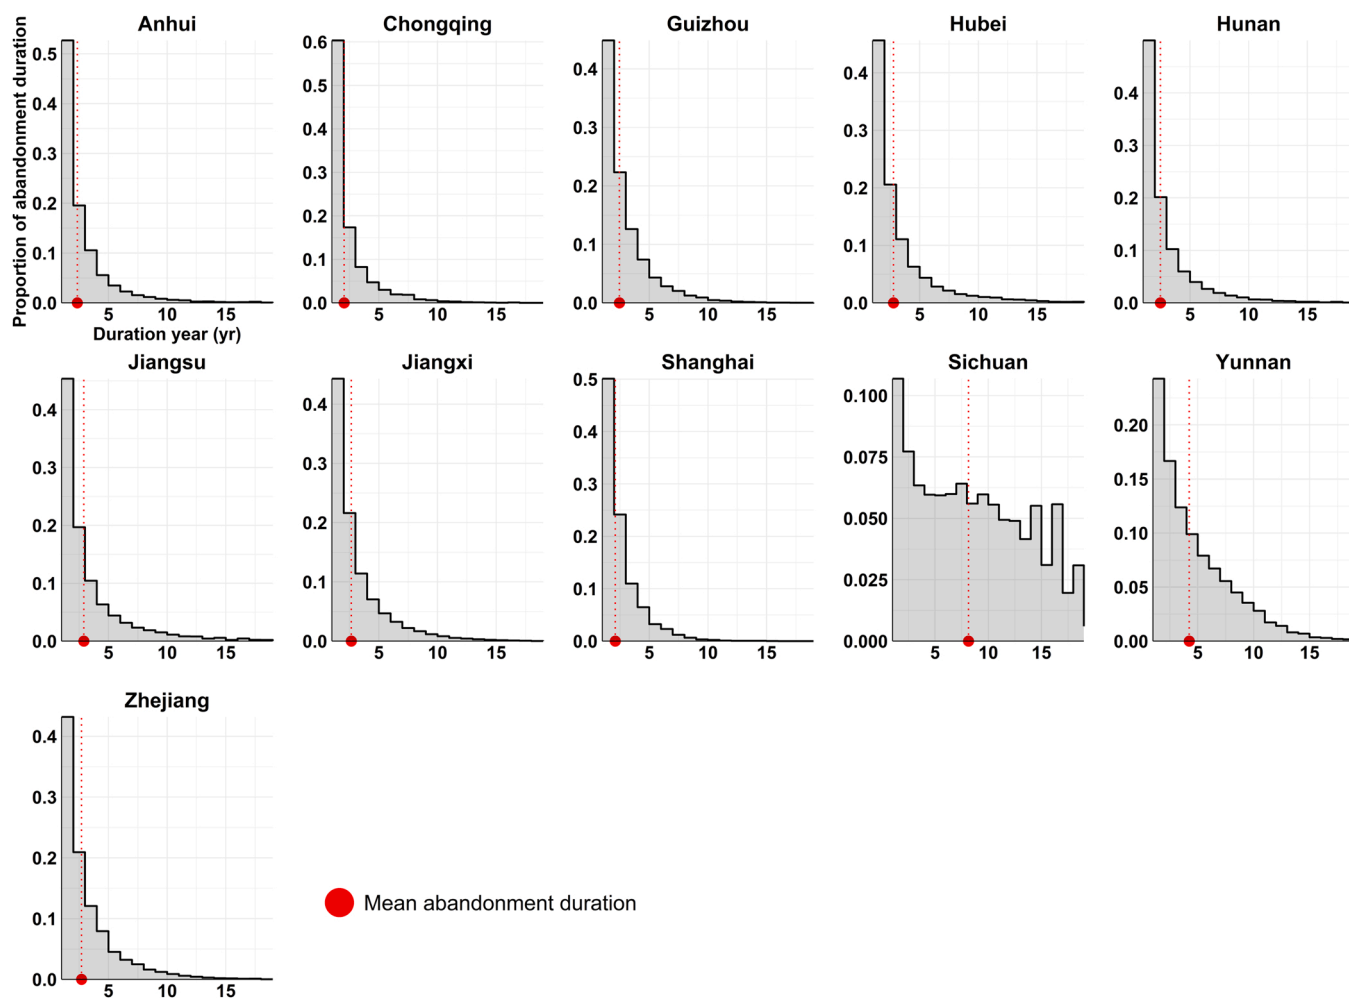 Anhui Chongqing Guizhou Hubei Hunan
Proportion of abandonment duration
0.5 0.4 0.3 0.2 0.1 0.0
0.6 0.5 0.4 0.3 0.2 0.1 0.0
0.4 0.3 0.2 0.1 0.0
0.4 0.3 0.2 0.1 0.0
0.4 0.3 0.2 0.1 0.0
5 10 15 5 10 15 5 10 15 5 10 15 5 10 15
Duration year (yr)
Jiangsu Jiangxi Shanghai Sichuan Yunnan
0.4 0.3 0.2 0.1 0.0
0.4 0.3 0.2 0.1 0.0
0.5 0.4 0.3 0.2 0.1 0.0
0.100 0.075 0.050 0.025 0.000
0.20 0.15 0.10 0.05 0.00
5 10 15 5 10 15 5 10 15 5 10 15 5 10 15
Zhejiang
0.4 0.3 0.2 0.1 0.0
5 10 15
Mean abandonment duration